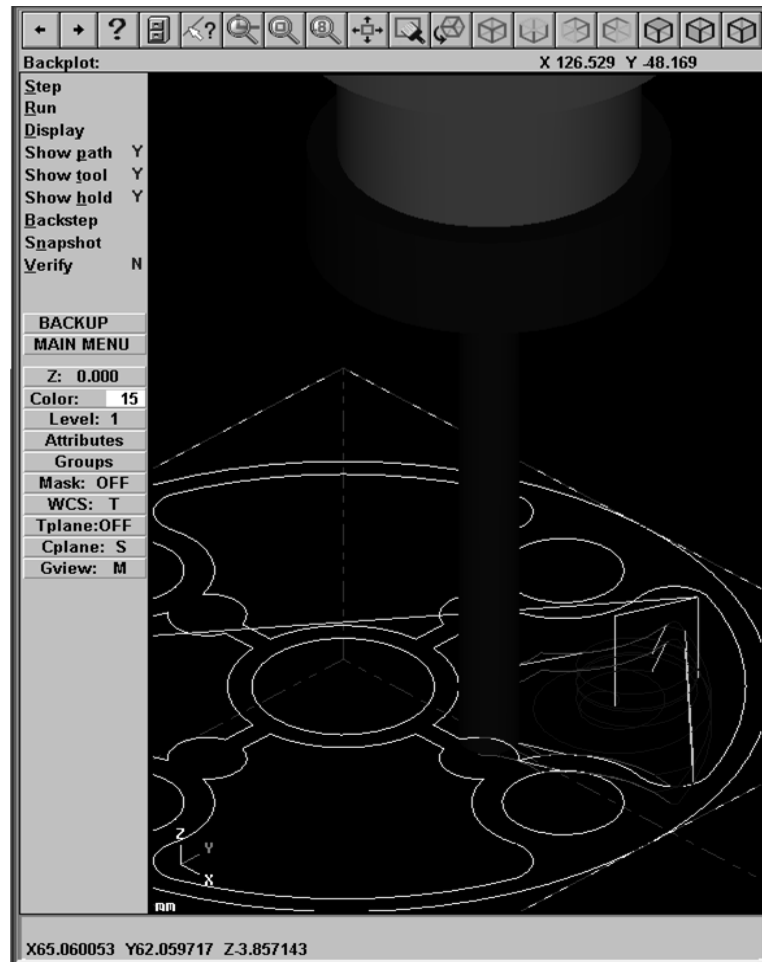 ?
?
8
Backplot: X 126.529 Y -48.169
Step
Run
Display
Show path Y
Show tool Y
Show hold Y
Backstep
Snapshot
Verify N
BACKUP
MAIN MENU
Z: 0.000
Color: 15
Level: 1
Attributes
Groups
Mask: OFF
WCS: T
Tplane:OFF
Cplane: S
Gview: M
Z
Y
X
mm
X65.060053 Y62.059717 Z-3.857143